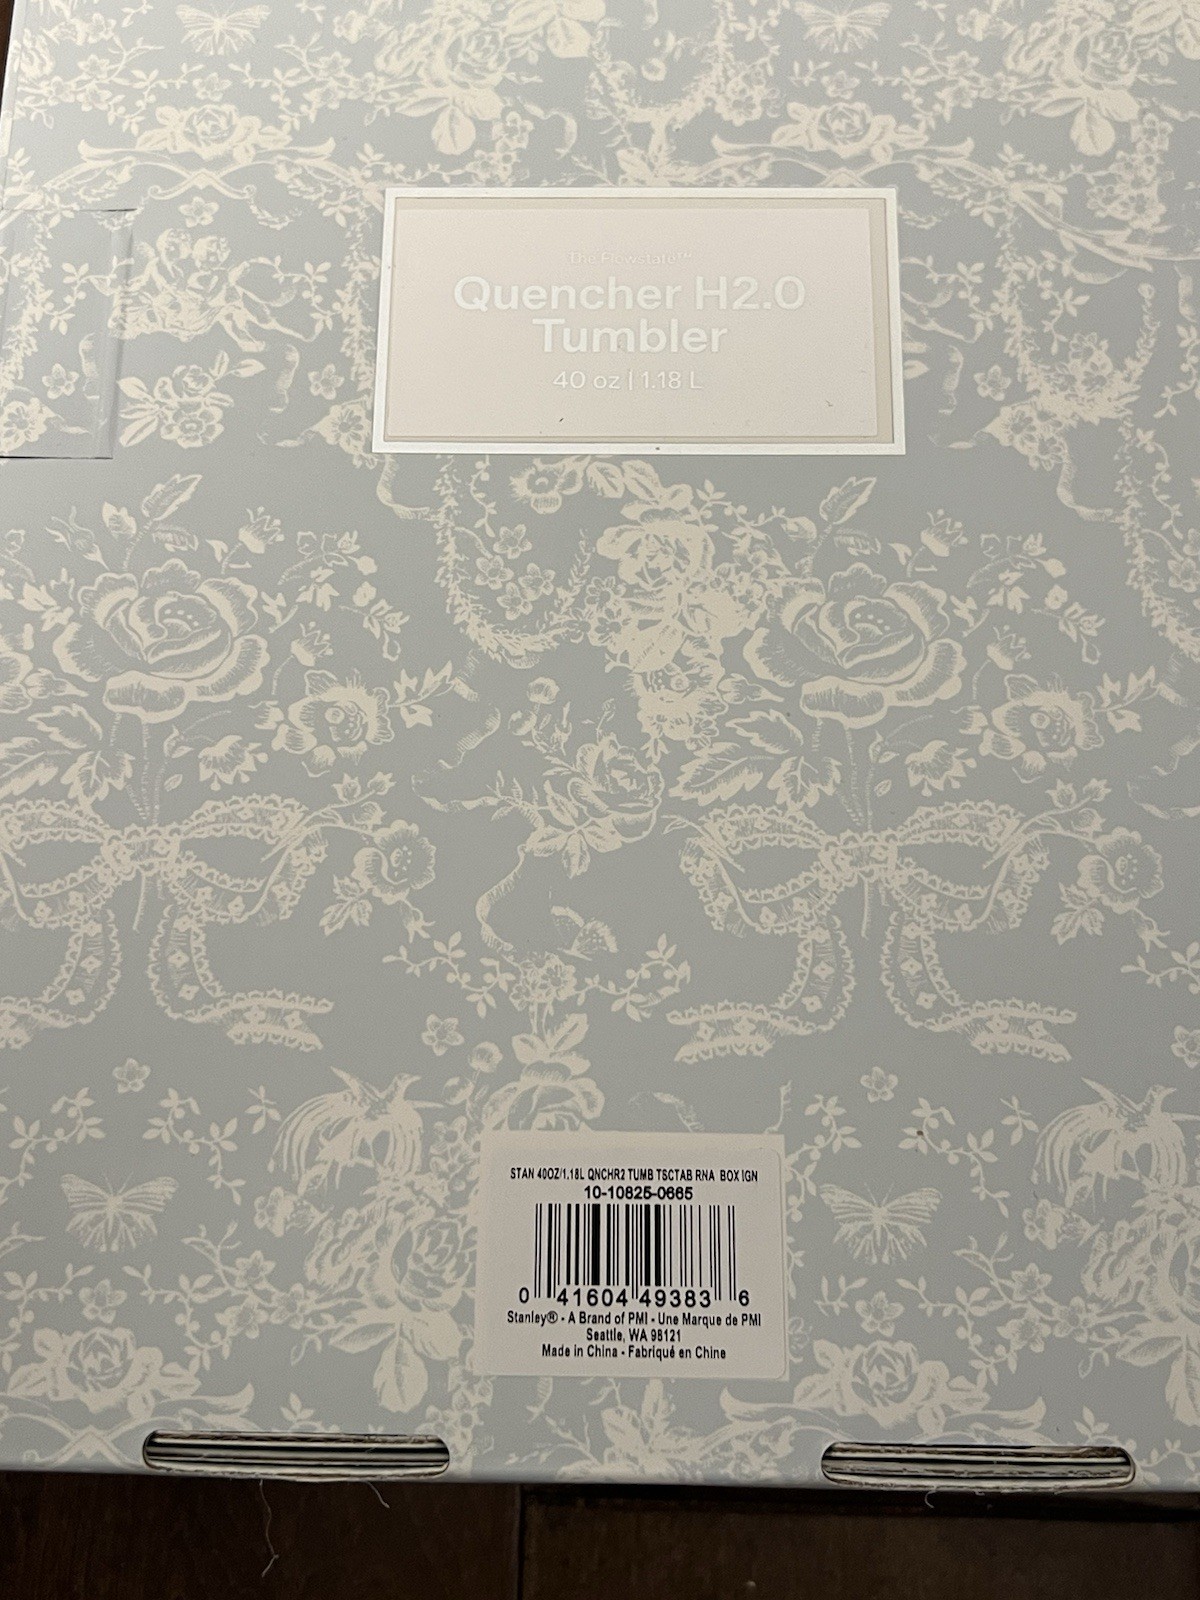 The Flowstate™
Quencher H2.0
Tumbler
40 oz | 1.18 L
STAN 40OZ/1.18L QNCHR2 TUMB TSCTAB RNA BOX IGN
10-10825-0665
0 41604 49383 6
Stanley® - A Brand of PMI - Une Marque de PMI
Seattle, WA 98121
Made in China - Fabriqué en Chine